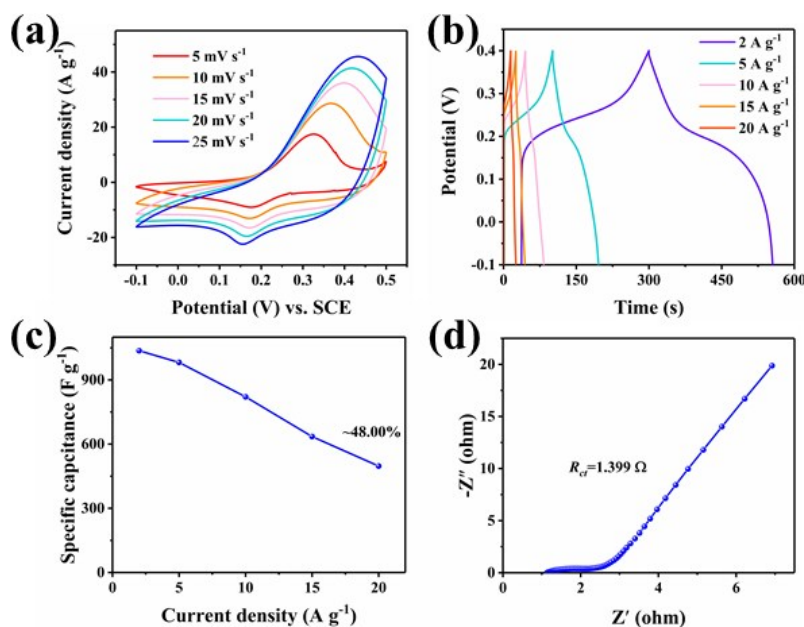 (a)
5 mV s⁻¹
10 mV s⁻¹
15 mV s⁻¹
20 mV s⁻¹
25 mV s⁻¹
Current density (A g⁻¹)
40
20
0
-20
-0.1 0.0 0.1 0.2 0.3 0.4 0.5
Potential (V) vs. SCE
(b)
2 A g⁻¹
5 A g⁻¹
10 A g⁻¹
15 A g⁻¹
20 A g⁻¹
Potential (V)
0.4
0.3
0.2
0.1
0.0
-0.1
0 150 300 450 600
Time (s)
(c)
Specific capcitance (F g⁻¹)
900
600
300
0
~48.00%
0 5 10 15 20
Current density (A g⁻¹)
(d)
-Z″ (ohm)
20
15
10
5
0
R_ct=1.399 Ω
0 2 4 6
Z′ (ohm)